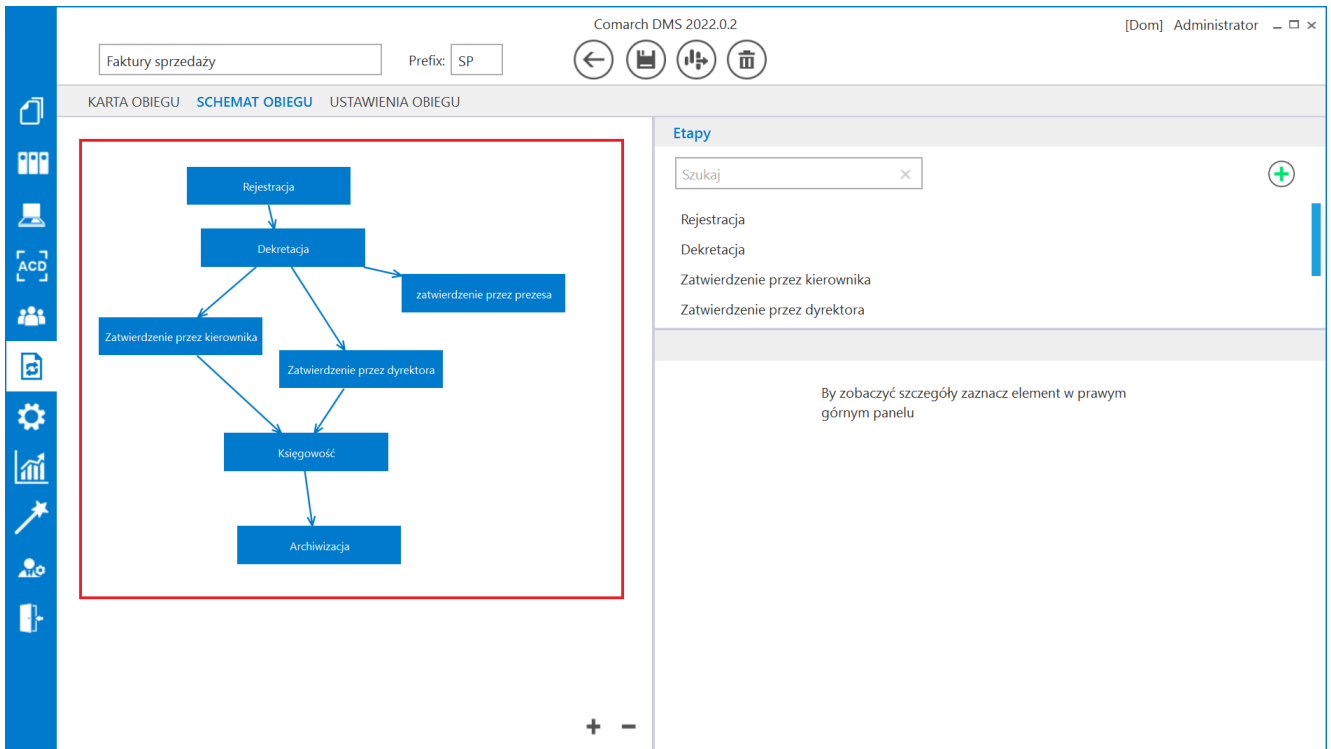 Comarch DMS 2022.0.2
[Dom] Administrator
Faktury sprzedaży
Prefix: SP
KARTA OBIEGU SCHEMAT OBIEGU USTAWIENIA OBIEGU
ACD
Rejestracja
Dekretacja
zatwierdzenie przez prezesa
Zatwierdzenie przez kierownika
Zatwierdzenie przez dyrektora
Księgowość
Archiwizacja
Etapy
Szukaj
Rejestracja
Dekretacja
Zatwierdzenie przez kierownika
Zatwierdzenie przez dyrektora
By zobaczyć szczegóły zaznacz element w prawym
górnym panelu